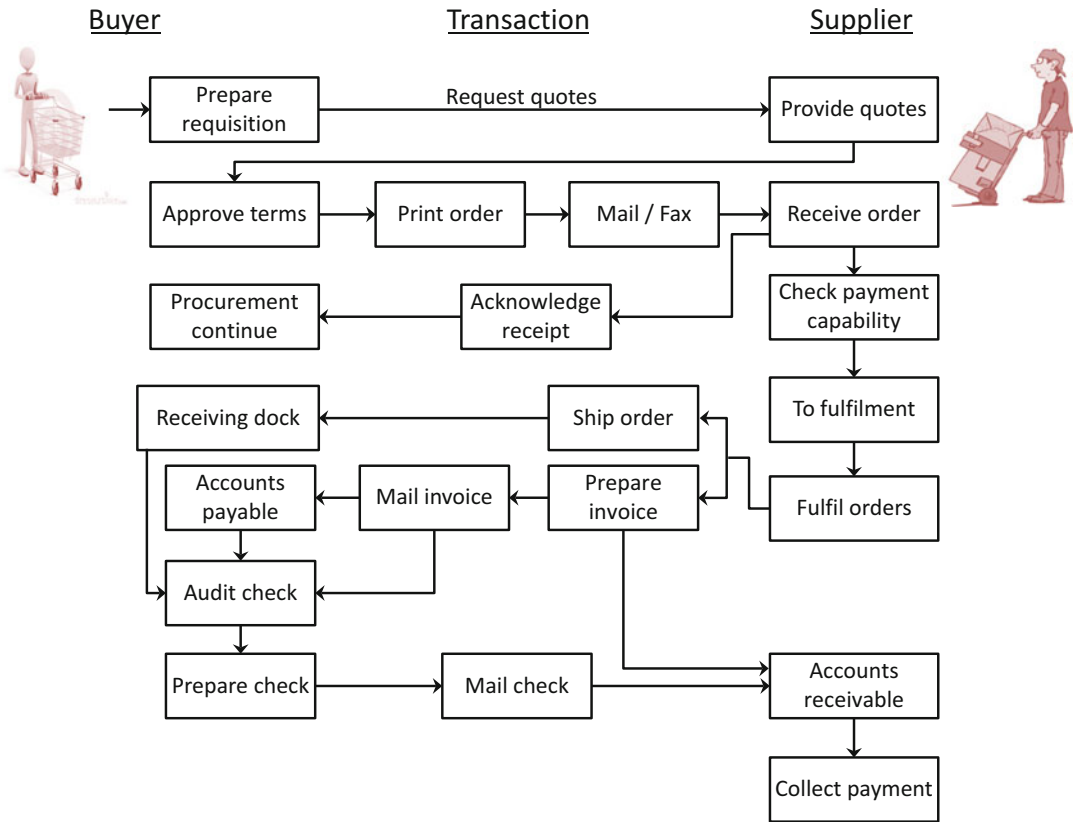 Buyer
Transaction
Supplier
Prepare
requisition
Request quotes
Provide quotes
Approve terms
Print order
Mail / Fax
Receive order
Procurement
continue
Acknowledge
receipt
Check payment
capability
Receiving dock
Ship order
To fulfilment
Accounts
payable
Mail invoice
Prepare
invoice
Fulfil orders
Audit check
Prepare check
Mail check
Accounts
receivable
Collect payment